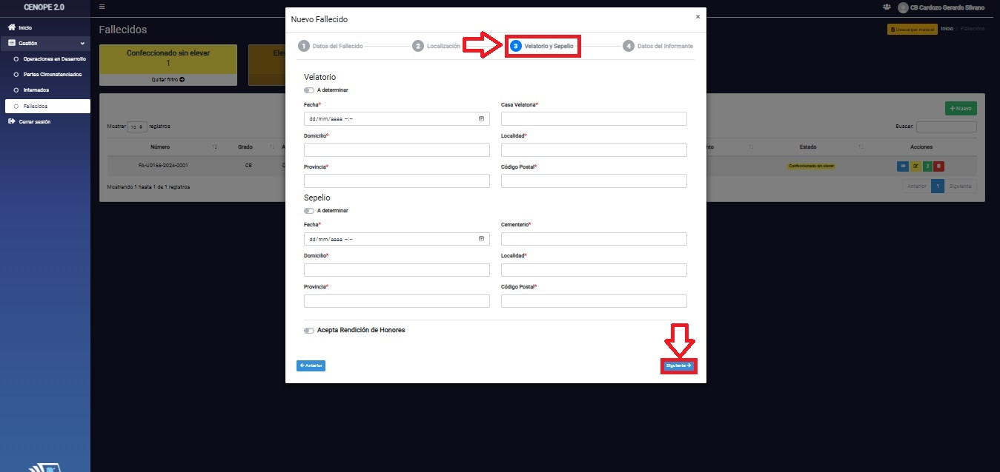 CENOPE 2.0
CB Cardozo Gerardo Silvano
Inicio
Gestión
Operaciones en Desarrollo
Partes Circunstanciados
Internados
Fallecidos
Cerrar sesión
Fallecidos
Descargar manual
Inicio / Fallecidos
Confeccionado sin elevar
1
Quitar filtro
Ele
+ Nuevo
Mostrar 10 registros
Buscar:
Número
Grado
A
nto
Estado
Acciones
FA-U0166-2024-0001
CB
C
Confeccionado sin elevar
Mostrando 1 hasta 1 de 1 registros
Anterior
1
Siguiente
Nuevo Fallecido
×
1 Datos del Fallecido
2 Localización
3 Velatorio y Sepelio
4 Datos del Informante
Velatorio
A determinar
Fecha*
Casa Velatoria*
dd/mm/aaaa --:--
Domicilio*
Localidad*
Provincia*
Código Postal*
Sepelio
A determinar
Fecha*
Cementerio*
dd/mm/aaaa --:--
Domicilio*
Localidad*
Provincia*
Código Postal*
Acepta Rendición de Honores
Anterior
Siguiente